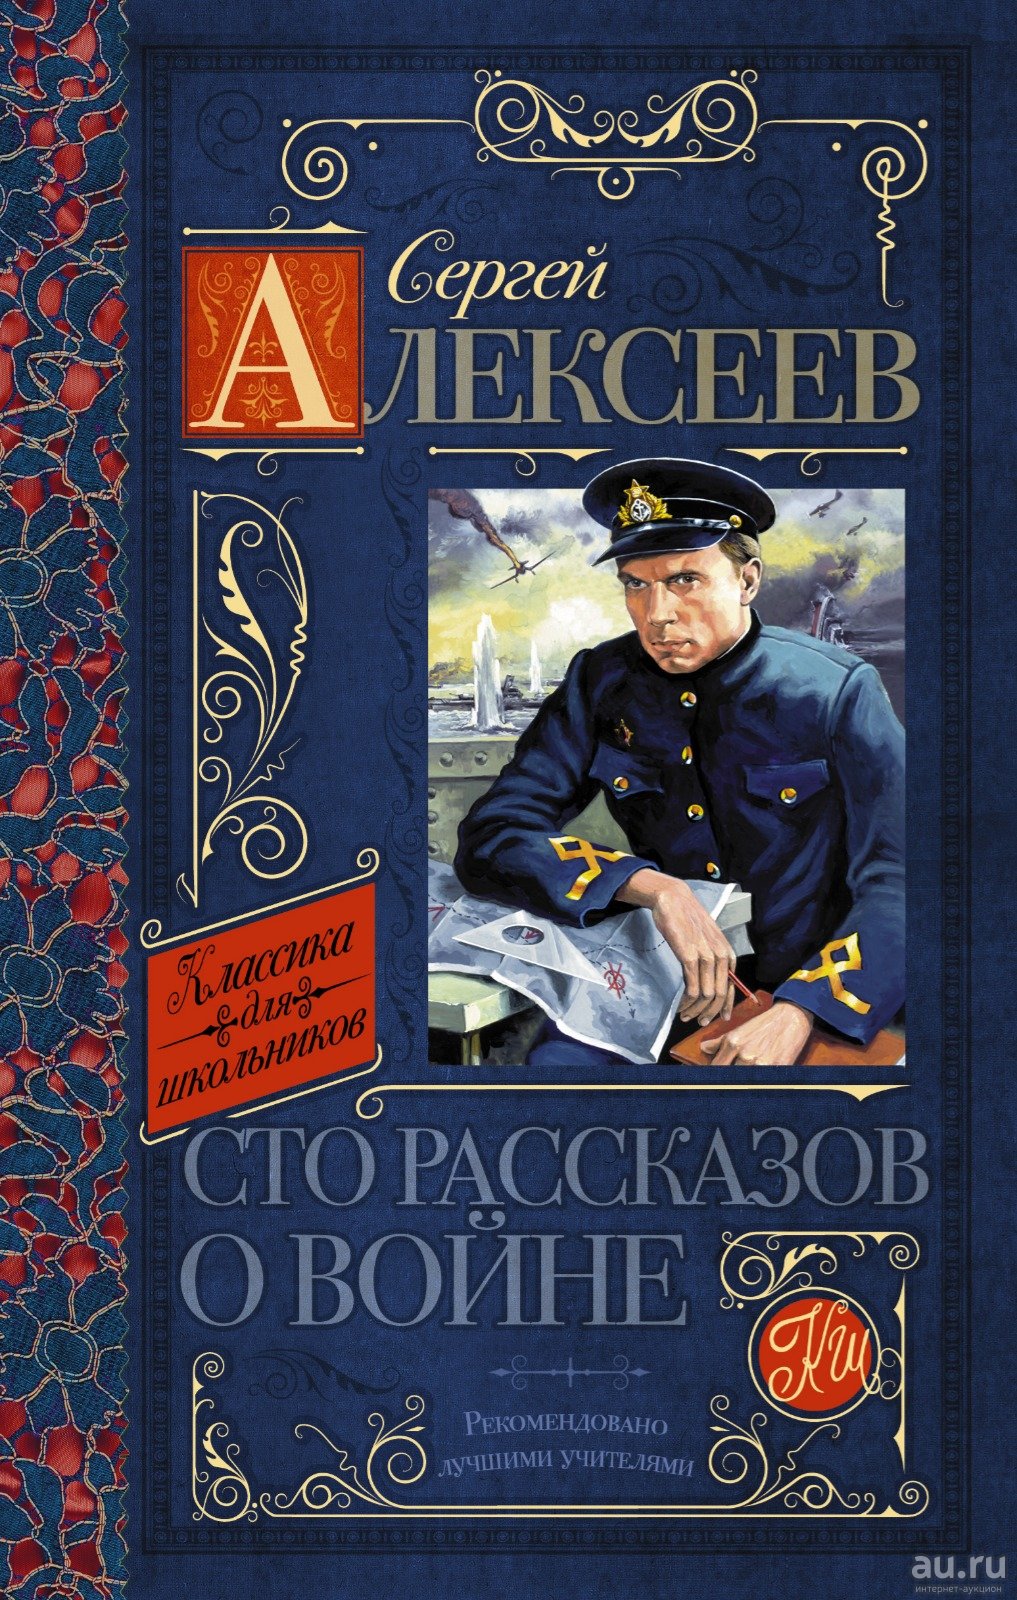 Сергей
АЛЕКСЕЕВ
Классика
для
школьников
СТО РАССКАЗОВ
О ВОЙНЕ
КШ
РЕКОМЕНДОВАНО
ЛУЧШИМИ УЧИТЕЛЯМИ
au.ru
интернет-аукцион